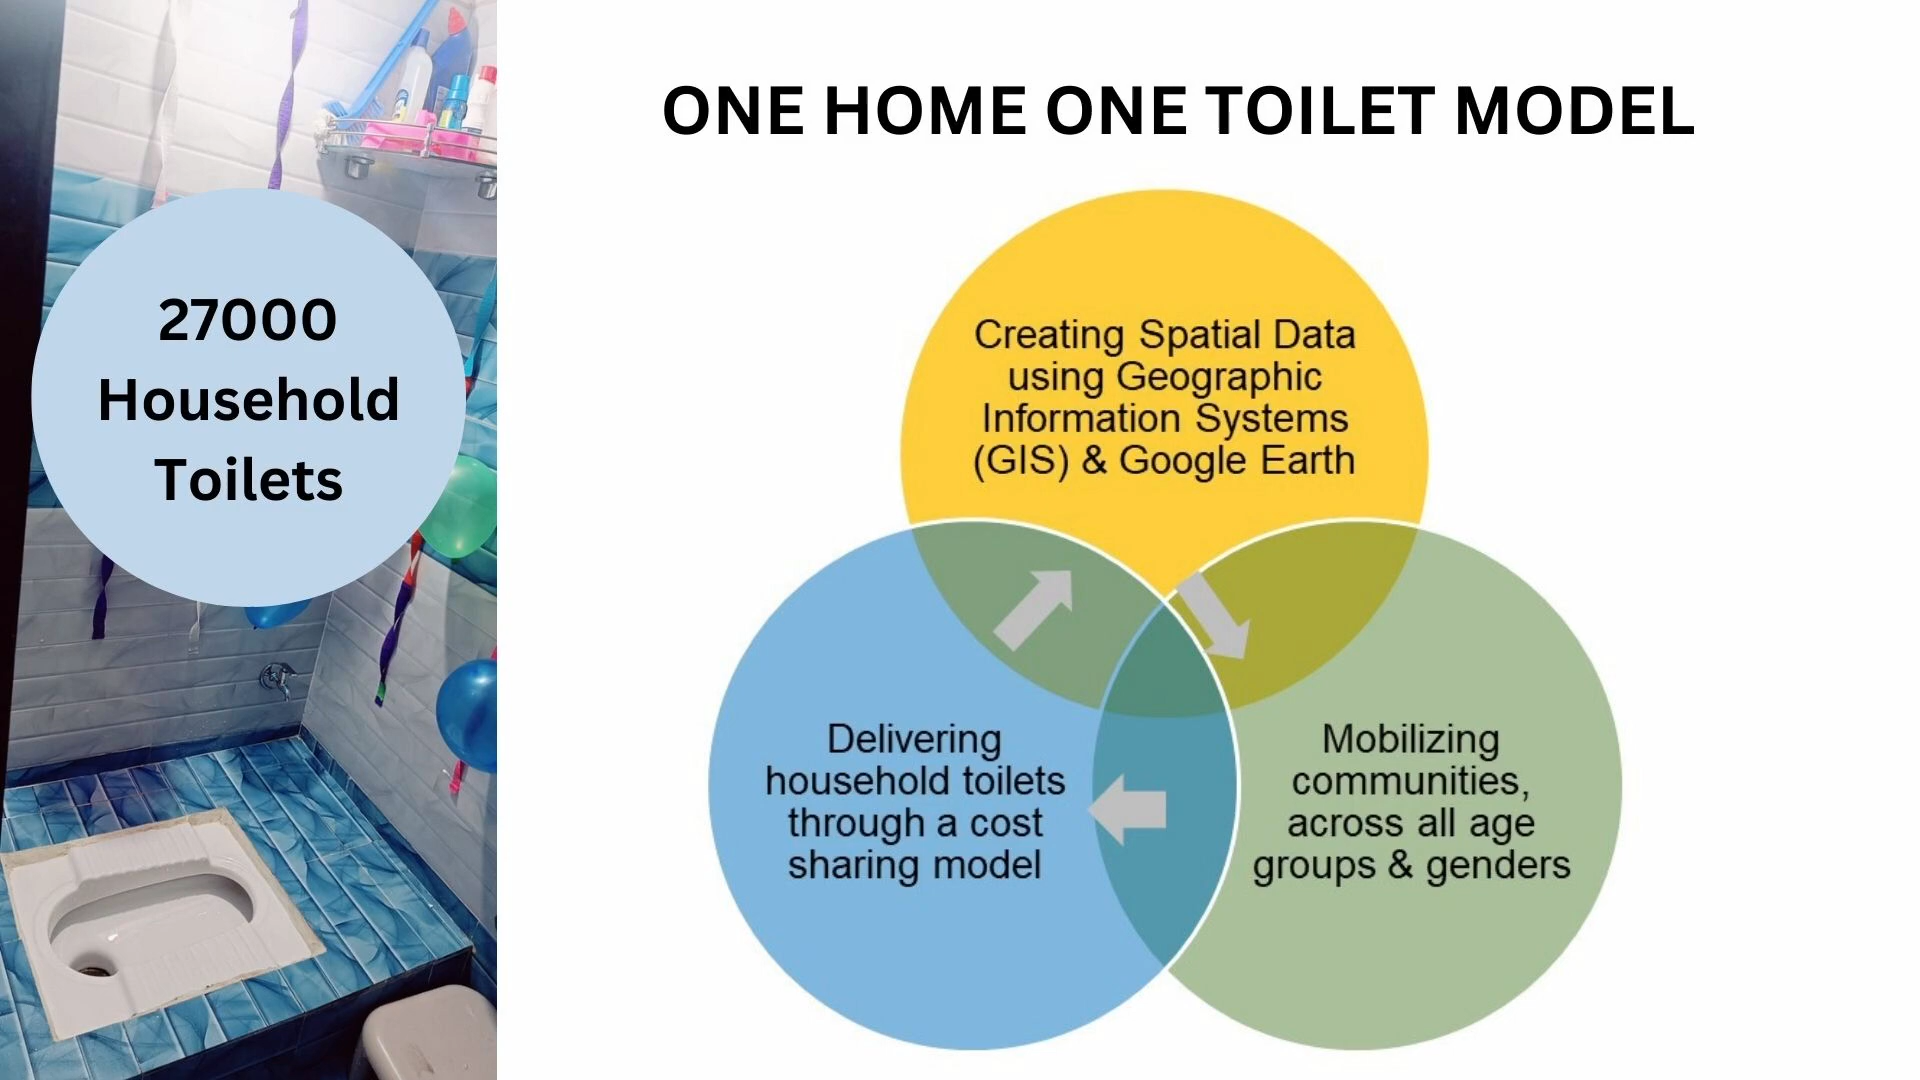 ONE HOME ONE TOILET MODEL
27000
Household
Toilets
Creating Spatial Data
using Geographic
Information Systems
(GIS) & Google Earth
Delivering
household toilets
through a cost
sharing model
Mobilizing
communities,
across all age
groups & genders